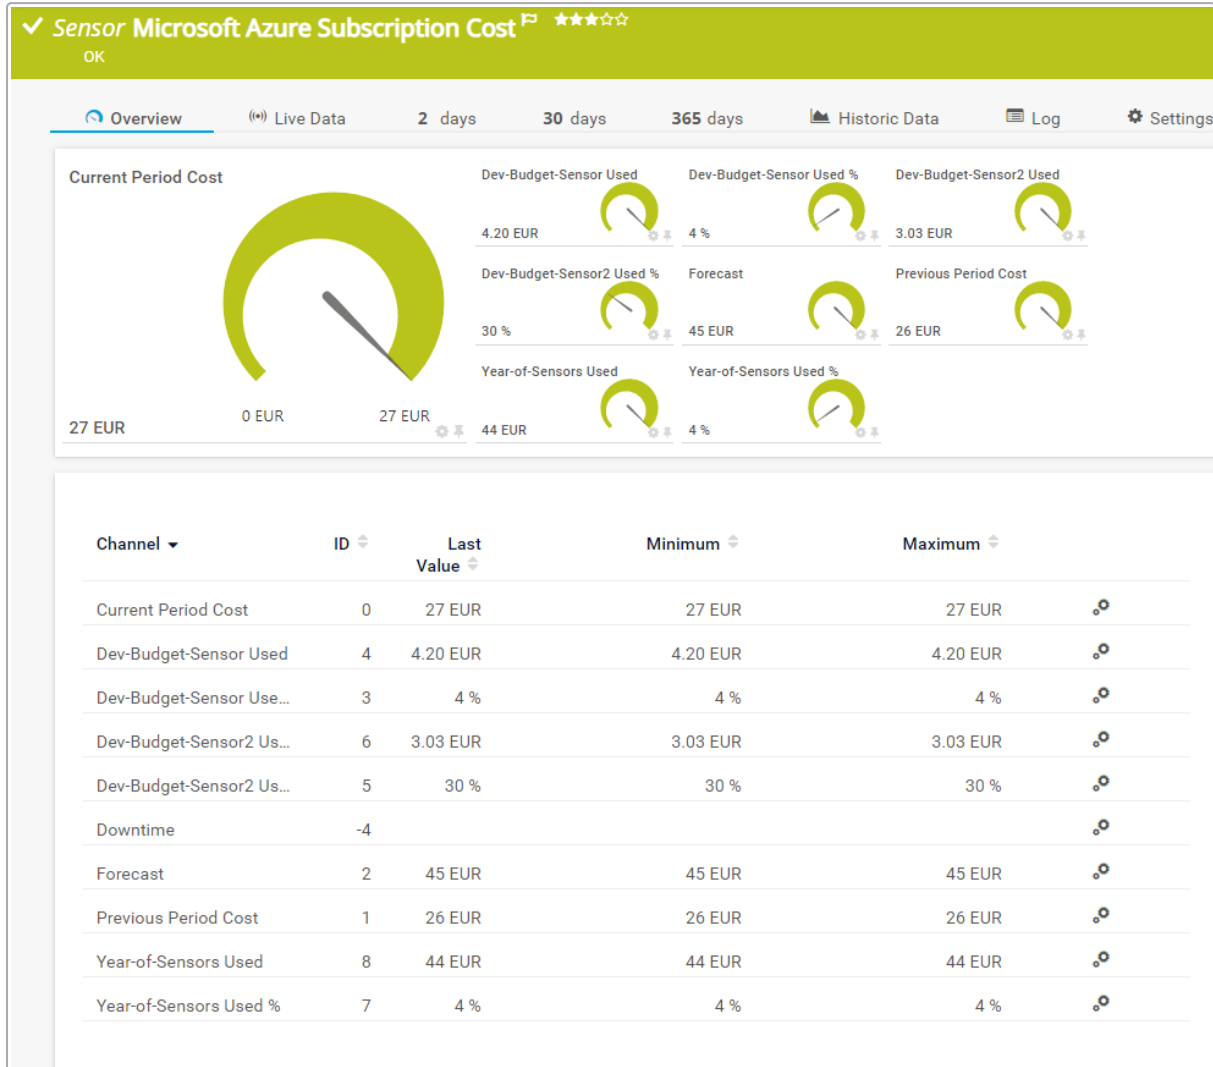 Sensor Microsoft Azure Subscription Cost
OK
Overview Live Data 2 days 30 days 365 days Historic Data Log Settings
Current Period Cost
0 EUR 27 EUR
27 EUR
Dev-Budget-Sensor Used
4.20 EUR
Dev-Budget-Sensor Used %
4 %
Dev-Budget-Sensor2 Used
3.03 EUR
Dev-Budget-Sensor2 Used %
30 %
Forecast
45 EUR
Previous Period Cost
26 EUR
Year-of-Sensors Used
44 EUR
Year-of-Sensors Used %
4 %
Channel ID Last Value Minimum Maximum
Current Period Cost 0 27 EUR 27 EUR 27 EUR
Dev-Budget-Sensor Used 4 4.20 EUR 4.20 EUR 4.20 EUR
Dev-Budget-Sensor Use... 3 4 % 4 % 4 %
Dev-Budget-Sensor2 Us... 6 3.03 EUR 3.03 EUR 3.03 EUR
Dev-Budget-Sensor2 Us... 5 30 % 30 % 30 %
Downtime -4
Forecast 2 45 EUR 45 EUR 45 EUR
Previous Period Cost 1 26 EUR 26 EUR 26 EUR
Year-of-Sensors Used 8 44 EUR 44 EUR 44 EUR
Year-of-Sensors Used % 7 4 % 4 % 4 %